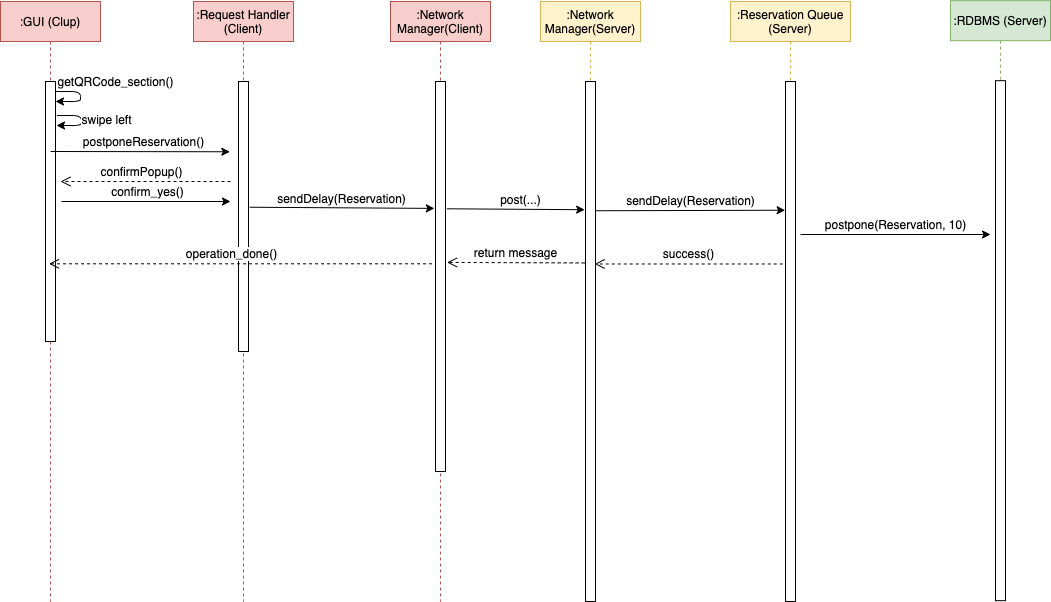 :GUI (Clup)
:Request Handler
(Client)
:Network
Manager(Client)
:Network
Manager(Server)
:Reservation Queue
(Server)
:RDBMS (Server)
getQRCode_section()
swipe left
postponeReservation()
confirmPopup()
confirm_yes()
sendDelay(Reservation)
post(...)
sendDelay(Reservation)
postpone(Reservation, 10)
operation_done()
return message
success()